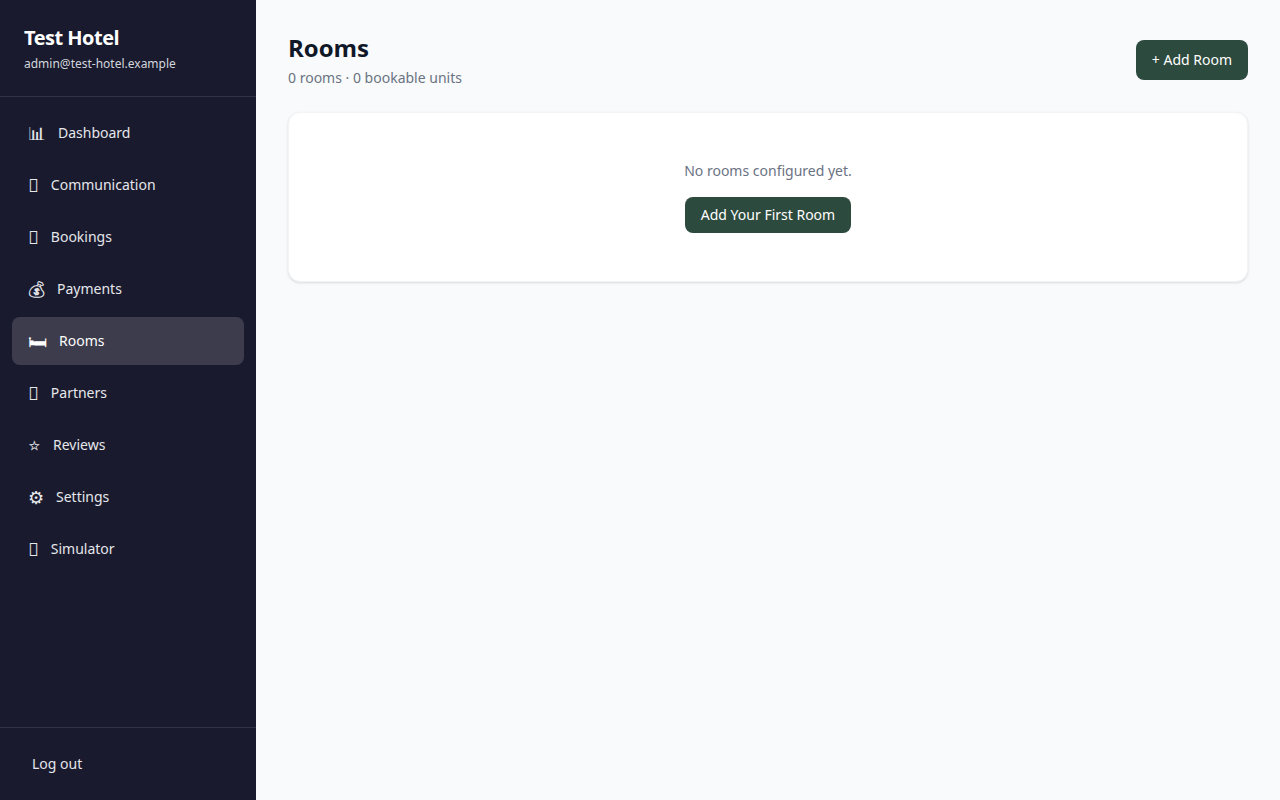 Test Hotel
admin@test-hotel.example
Dashboard
Communication
Bookings
Payments
Rooms
Partners
Reviews
Settings
Simulator
Log out
Rooms
0 rooms · 0 bookable units
+ Add Room
No rooms configured yet.
Add Your First Room